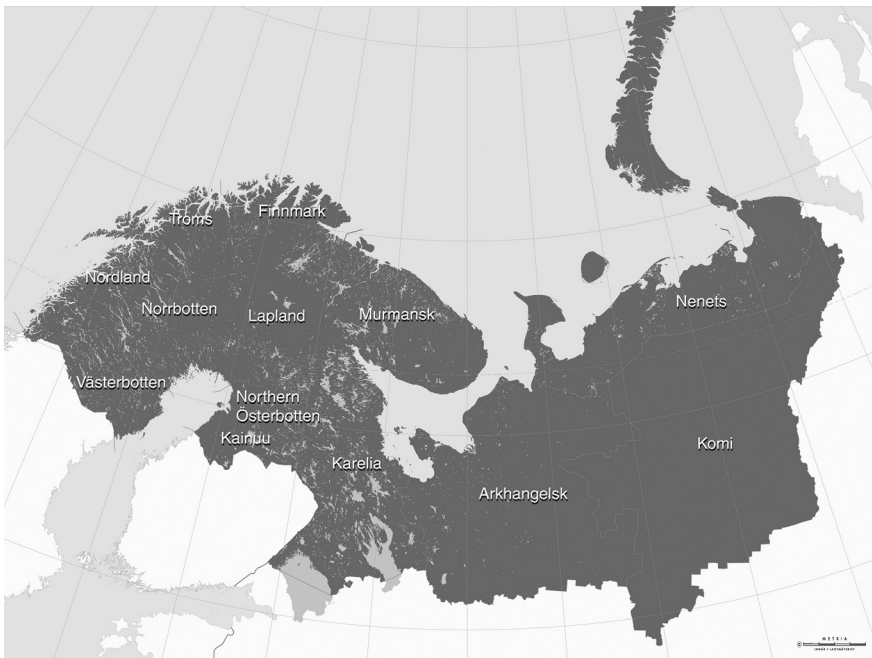 Troms
Finnmark
Nordland
Norrbotten
Lapland
Murmansk
Nenets
Västerbotten
Northern
Österbotten
Kainuu
Karelia
Komi
Arkhangelsk
METRIA